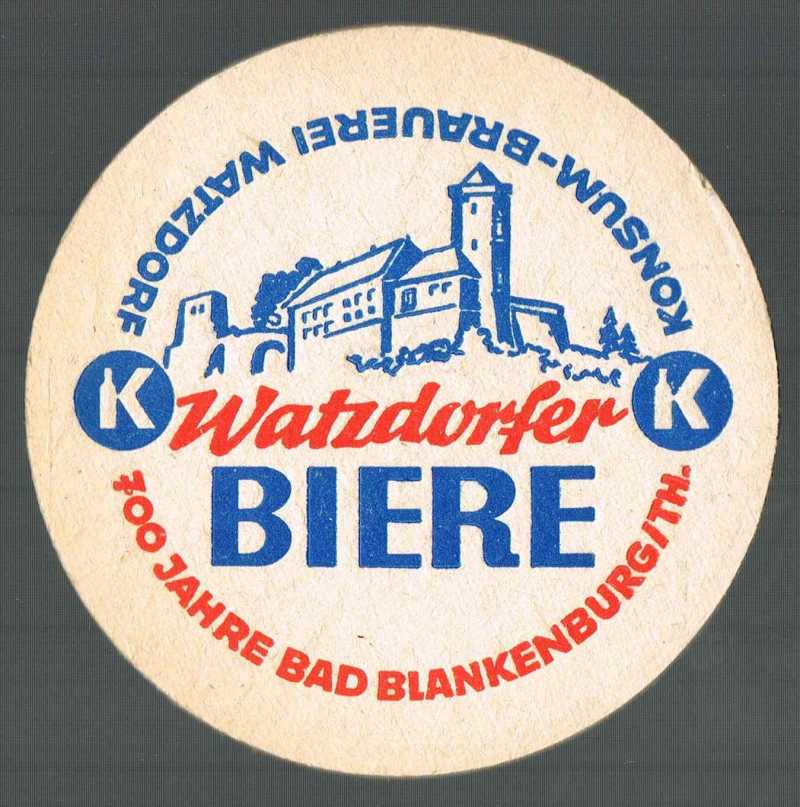 KONSUM-BRAUEREI WATZDORF
K
K
Watzdorfer
BIERE
700 JAHRE BAD BLANKENBURG/TH.